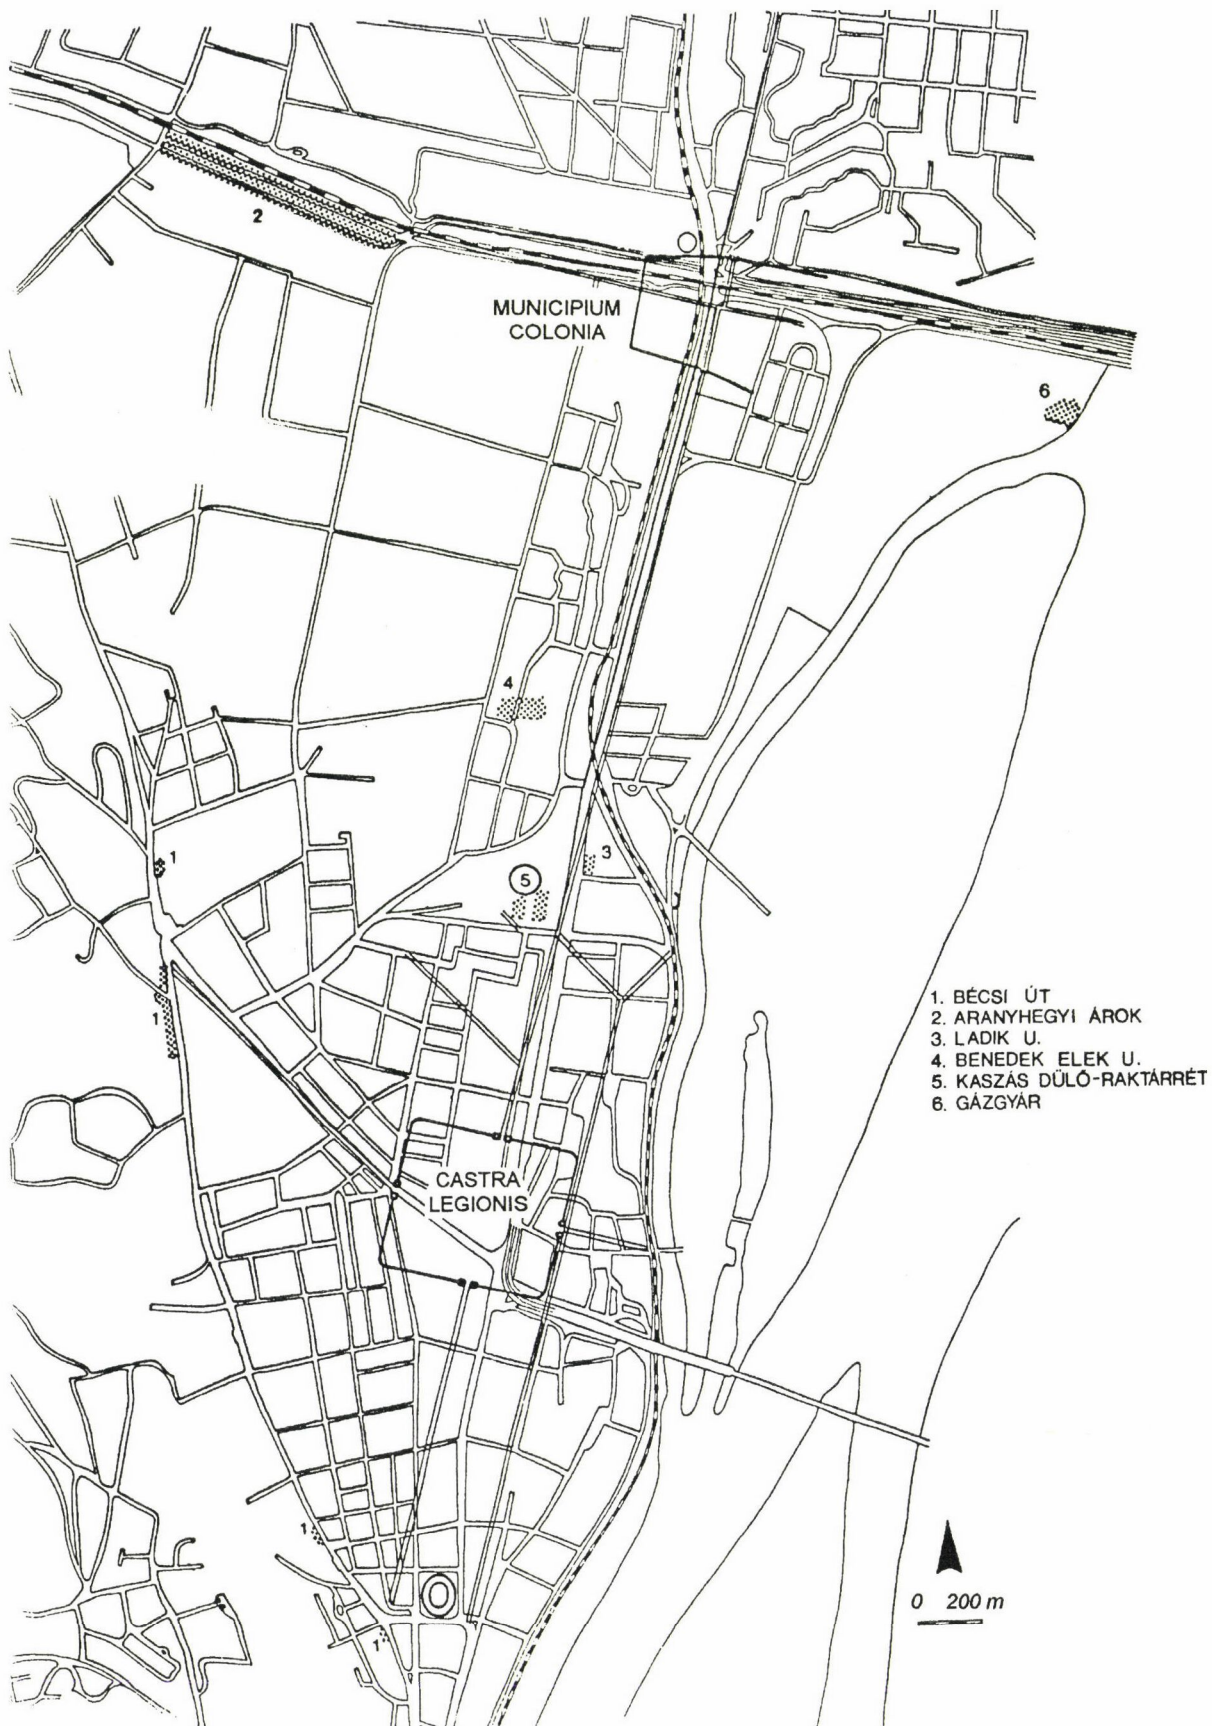 2
MUNICIPIUM
COLONIA
6
4
1
3
5
1
1. BÉCSI ÚT
2. ARANYHEGYI ÁROK
3. LADIK U.
4. BENEDEK ELEK U.
5. KASZÁS DŰLŐ-RAKTÁRRÉT
6. GÁZGYÁR
CASTRA
LEGIONIS
1
0 200 m
1